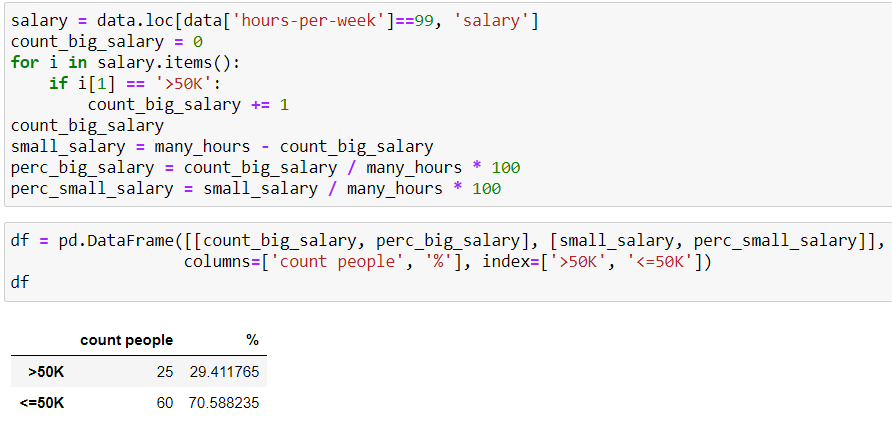 salary = data.loc[data['hours-per-week']==99, 'salary']
count_big_salary = 0
for i in salary.items():
    if i[1] == '>50K':
        count_big_salary += 1
count_big_salary
small_salary = many_hours - count_big_salary
perc_big_salary = count_big_salary / many_hours * 100
perc_small_salary = small_salary / many_hours * 100
df = pd.DataFrame([[count_big_salary, perc_big_salary], [small_salary, perc_small_salary]],
                  columns=['count people', '%'], index=['>50K', '<=50K'])
df
count people %
>50K 25 29.411765
<=50K 60 70.588235